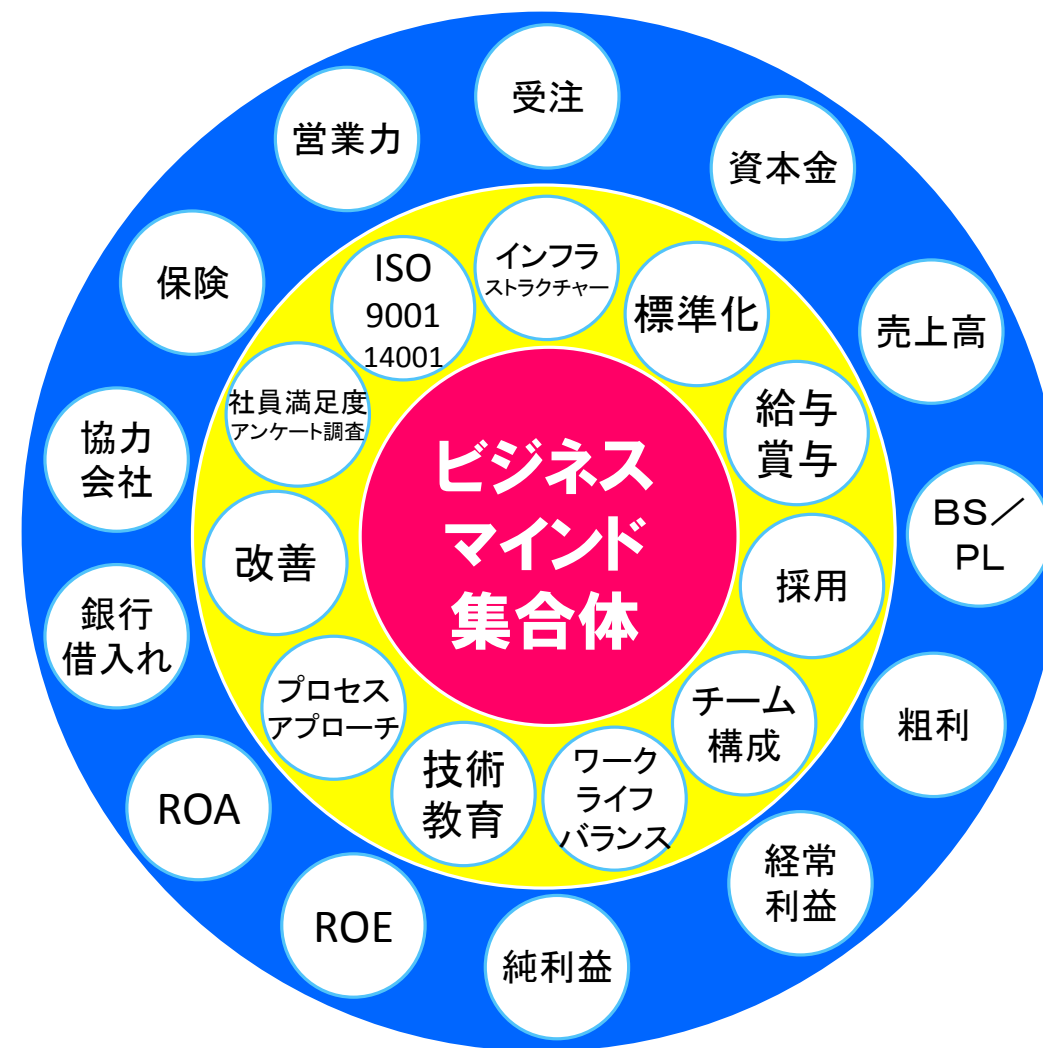 受注
資本金
売上高
BS／
PL
粗利
経常
利益
純利益
ROE
ROA
銀行
借入れ
協力
会社
保険
営業力
インフラ
ストラクチャー
標準化
給与
賞与
採用
チーム
構成
ワーク
ライフ
バランス
技術
教育
プロセス
アプローチ
改善
社員満足度
アンケート調査
ISO
9001
14001
ビジネス
マインド
集合体